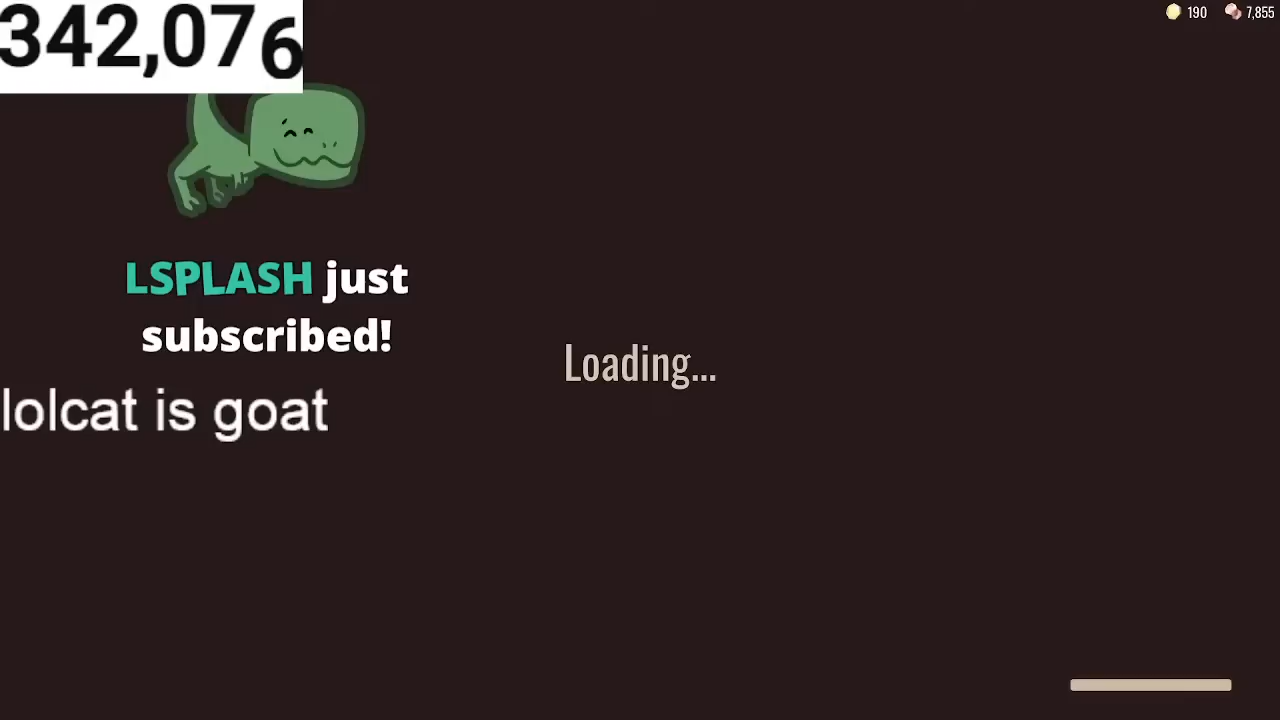 342,076
190 7,855
LSPLASH just
subscribed!
Loading...
lolcat is goat